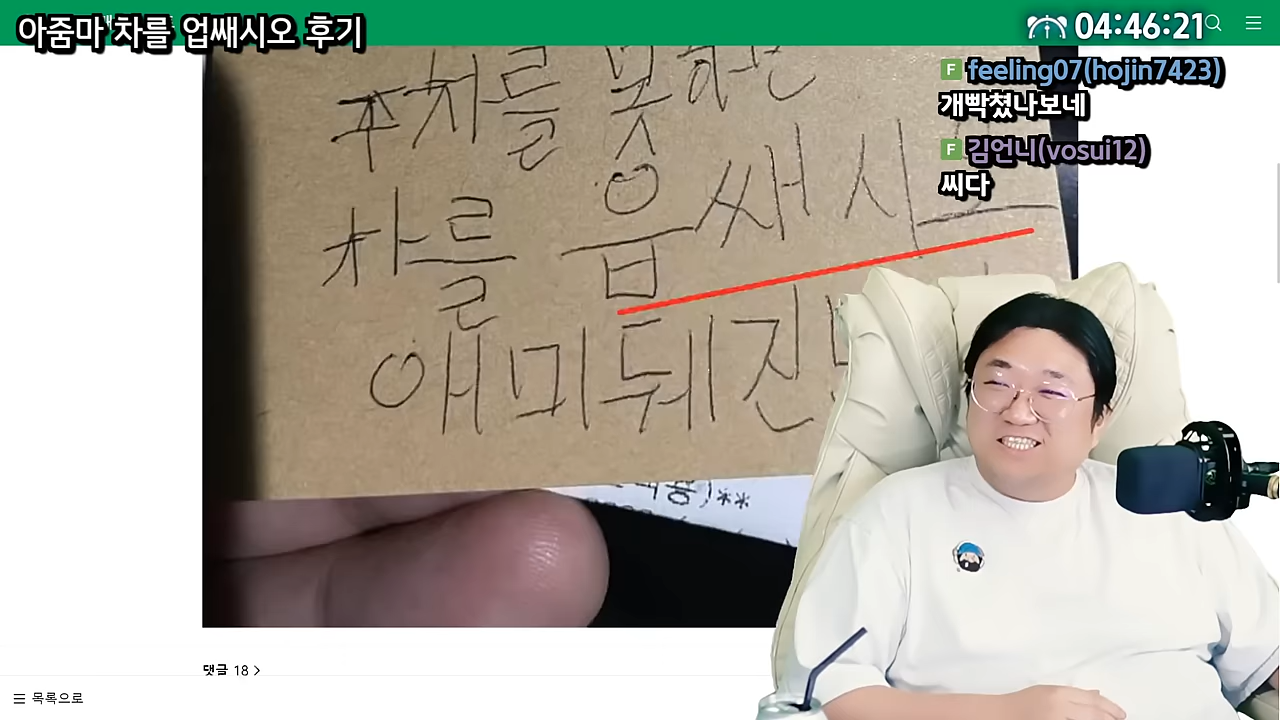 아줌마 차를 업쌔시오 후기
04:46:21
F feeling07(hojin7423)
개빡쳤나보네
F 김언니(vosui12)
씨다
주차를 못하면
차를 읍쌔시오
애미뒈진
댓글 18 >
목록으로